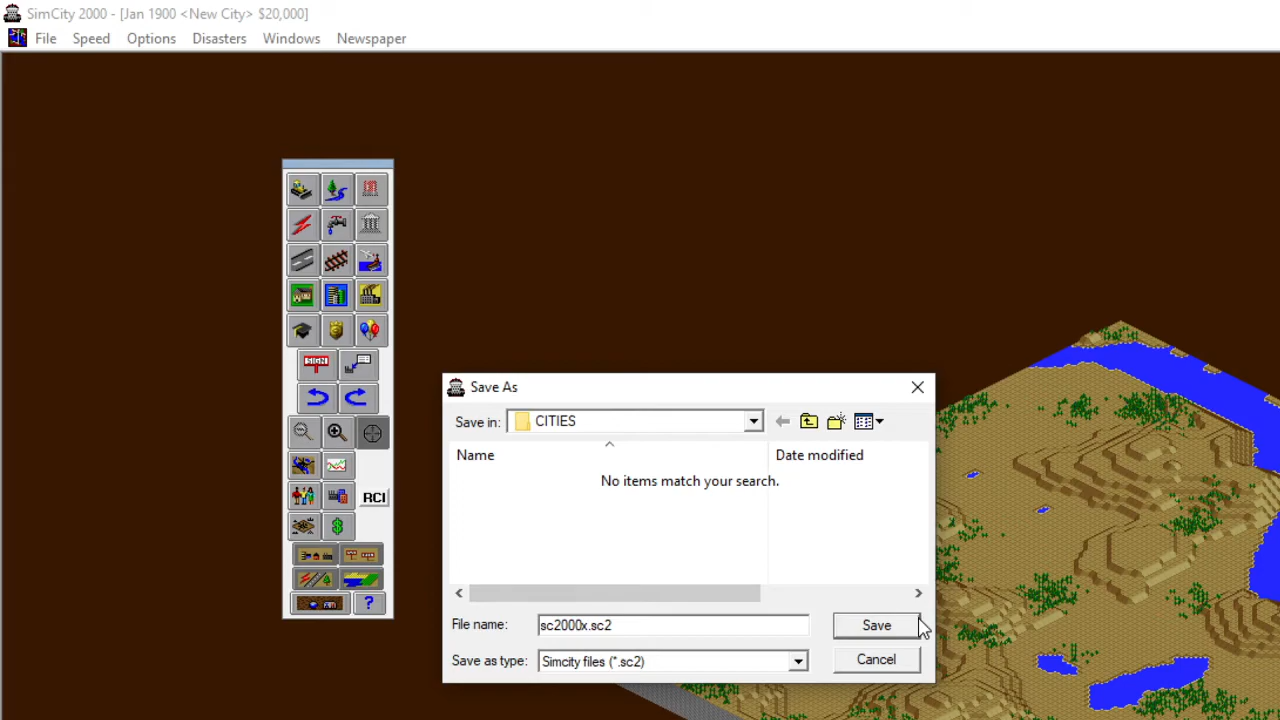 SimCity 2000 - [Jan 1900 <New City> $20,000]
File Speed Options Disasters Windows Newspaper
SIGN
RCI
$
?
Save As
Save in: CITIES
Name Date modified
No items match your search.
File name: sc2000x.sc2 Save
Save as type: Simcity files (*.sc2) Cancel